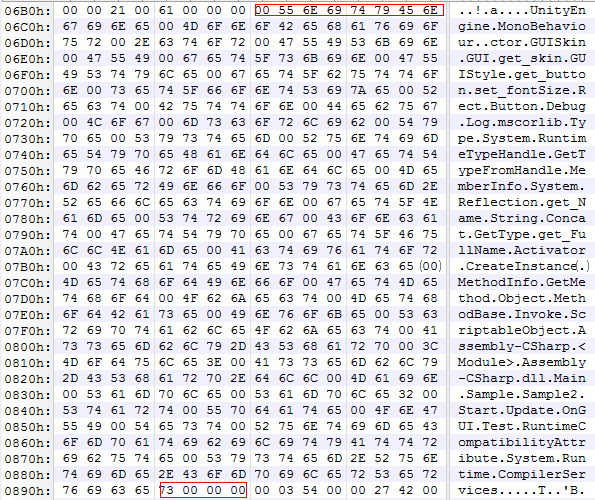 06B0h: 00 00 21 00 61 00 00 00 00 55 6E 69 74 79 45 6E ..!.a....UnityEn
06C0h: 67 69 6E 65 00 4D 6F 6E 6F 42 65 68 61 76 69 6F gine.MonoBehavio
06D0h: 75 72 00 2E 63 74 6F 72 00 47 55 49 53 6B 69 6E ur..ctor.GUISkin
06E0h: 00 47 55 49 00 67 65 74 5F 73 6B 69 6E 00 47 55 .GUI.get_skin.GU
06F0h: 49 53 74 79 6C 65 00 67 65 74 5F 62 75 74 74 6F IStyle.get_butto
0700h: 6E 00 73 65 74 5F 66 6F 6E 74 53 69 7A 65 00 52 n.set_fontSize.R
0710h: 65 63 74 00 42 75 74 74 6F 6E 00 44 65 62 75 67 ect.Button.Debug
0720h: 00 4C 6F 67 00 6D 73 63 6F 72 6C 69 62 00 54 79 .Log.mscorlib.Ty
0730h: 70 65 00 53 79 73 74 65 6D 00 52 75 6E 74 69 6D pe.System.Runtim
0740h: 65 54 79 70 65 48 61 6E 64 6C 65 00 47 65 74 54 eTypeHandle.GetT
0750h: 79 70 65 46 72 6F 6D 48 61 6E 64 6C 65 00 4D 65 ypeFromHandle.Me
0760h: 6D 62 65 72 49 6E 66 6F 00 53 79 73 74 65 6D 2E mberInfo.System.
0770h: 52 65 66 6C 65 63 74 69 6F 6E 00 67 65 74 5F 4E Reflection.get_N
0780h: 61 6D 65 00 53 74 72 69 6E 67 00 43 6F 6E 63 61 ame.String.Conca
0790h: 74 00 47 65 74 54 79 70 65 00 67 65 74 5F 46 75 t.GetType.get_Fu
07A0h: 6C 6C 4E 61 6D 65 00 41 63 74 69 76 61 74 6F 72 llName.Activator
07B0h: 00 43 72 65 61 74 65 49 6E 73 74 61 6E 63 65 (00) .CreateInstance(.)
07C0h: 4D 65 74 68 6F 64 49 6E 66 6F 00 47 65 74 4D 65 MethodInfo.GetMe
07D0h: 74 68 6F 64 00 4F 62 6A 65 63 74 00 4D 65 74 68 thod.Object.Meth
07E0h: 6F 64 42 61 73 65 00 49 6E 76 6F 6B 65 00 53 63 odBase.Invoke.Sc
07F0h: 72 69 70 74 61 62 6C 65 4F 62 6A 65 63 74 00 41 riptableObject.A
0800h: 73 73 65 6D 62 6C 79 2D 43 53 68 61 72 70 00 3C ssembly-CSharp.<
0810h: 4D 6F 64 75 6C 65 3E 00 41 73 73 65 6D 62 6C 79 Module>.Assembly
0820h: 2D 43 53 68 61 72 70 2E 64 6C 6C 00 4D 61 69 6E -CSharp.dll.Main
0830h: 00 53 61 6D 70 6C 65 00 53 61 6D 70 6C 65 32 00 .Sample.Sample2.
0840h: 53 74 61 72 74 00 55 70 64 61 74 65 00 4F 6E 47 Start.Update.OnG
0850h: 55 49 00 54 65 73 74 00 52 75 6E 74 69 6D 65 43 UI.Test.RuntimeC
0860h: 6F 6D 70 61 74 69 62 69 6C 69 74 79 41 74 74 72 ompatibilityAttr
0870h: 69 62 75 74 65 00 53 79 73 74 65 6D 2E 52 75 6E ibute.System.Run
0880h: 74 69 6D 65 2E 43 6F 6D 70 69 6C 65 72 53 65 72 time.CompilerSer
0890h: 76 69 63 65 73 00 00 00 00 03 54 00 00 27 42 00 vices.....T..'B.